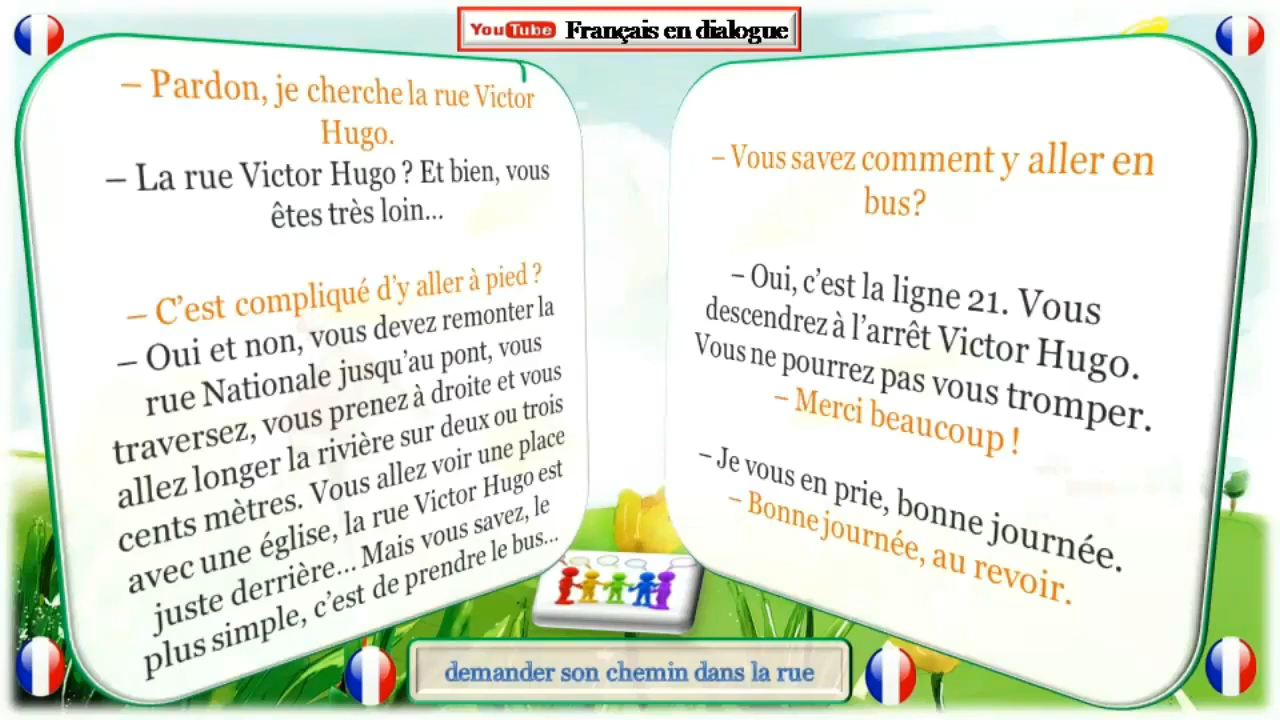 YouTube Français en dialogue
– Pardon, je cherche la rue Victor
Hugo.
– La rue Victor Hugo ? Et bien, vous
êtes très loin...
– C'est compliqué d'y aller à pied ?
– Oui et non, vous devez remonter la
rue Nationale jusqu'au pont, vous
traversez, vous prenez à droite et vous
allez longer la rivière sur deux ou trois
cents mètres. Vous allez voir une place
avec une église, la rue Victor Hugo est
juste derrière... Mais vous savez, le
plus simple, c'est de prendre le bus...
– Vous savez comment y aller en
bus?
– Oui, c'est la ligne 21. Vous
descendrez à l'arrêt Victor Hugo.
Vous ne pourrez pas vous tromper.
– Merci beaucoup !
– Je vous en prie, bonne journée.
– Bonne journée, au revoir.
demander son chemin dans la rue